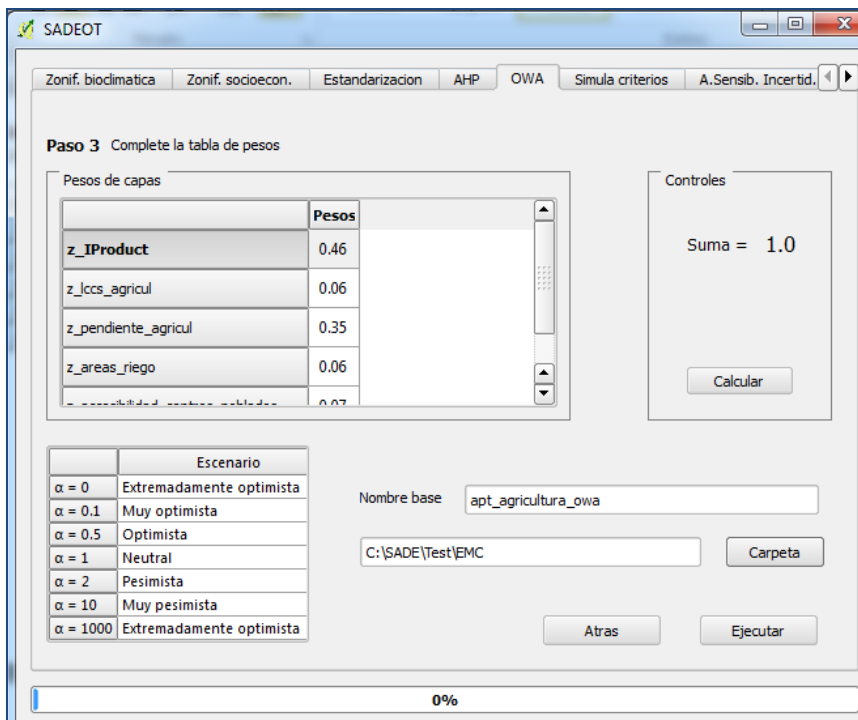 SADEOT
Zonif. bioclimatica Zonif. socioecon. Estandarizacion AHP OWA Simula criterios A.Sensib. Incertid.
Paso 3 Complete la tabla de pesos
Pesos de capas
Controles
Pesos
z_IProduct 0.46
z_lccs_agricul 0.06
z_pendiente_agricul 0.35
z_areas_riego 0.06
0.07
Suma = 1.0
Calcular
Escenario
α = 0 Extremadamente optimista
α = 0.1 Muy optimista
α = 0.5 Optimista
α = 1 Neutral
α = 2 Pesimista
α = 10 Muy pesimista
α = 1000 Extremadamente optimista
Nombre base apt_agricultura_owa
C:\SADE\Test\EMC Carpeta
Atras Ejecutar
0%